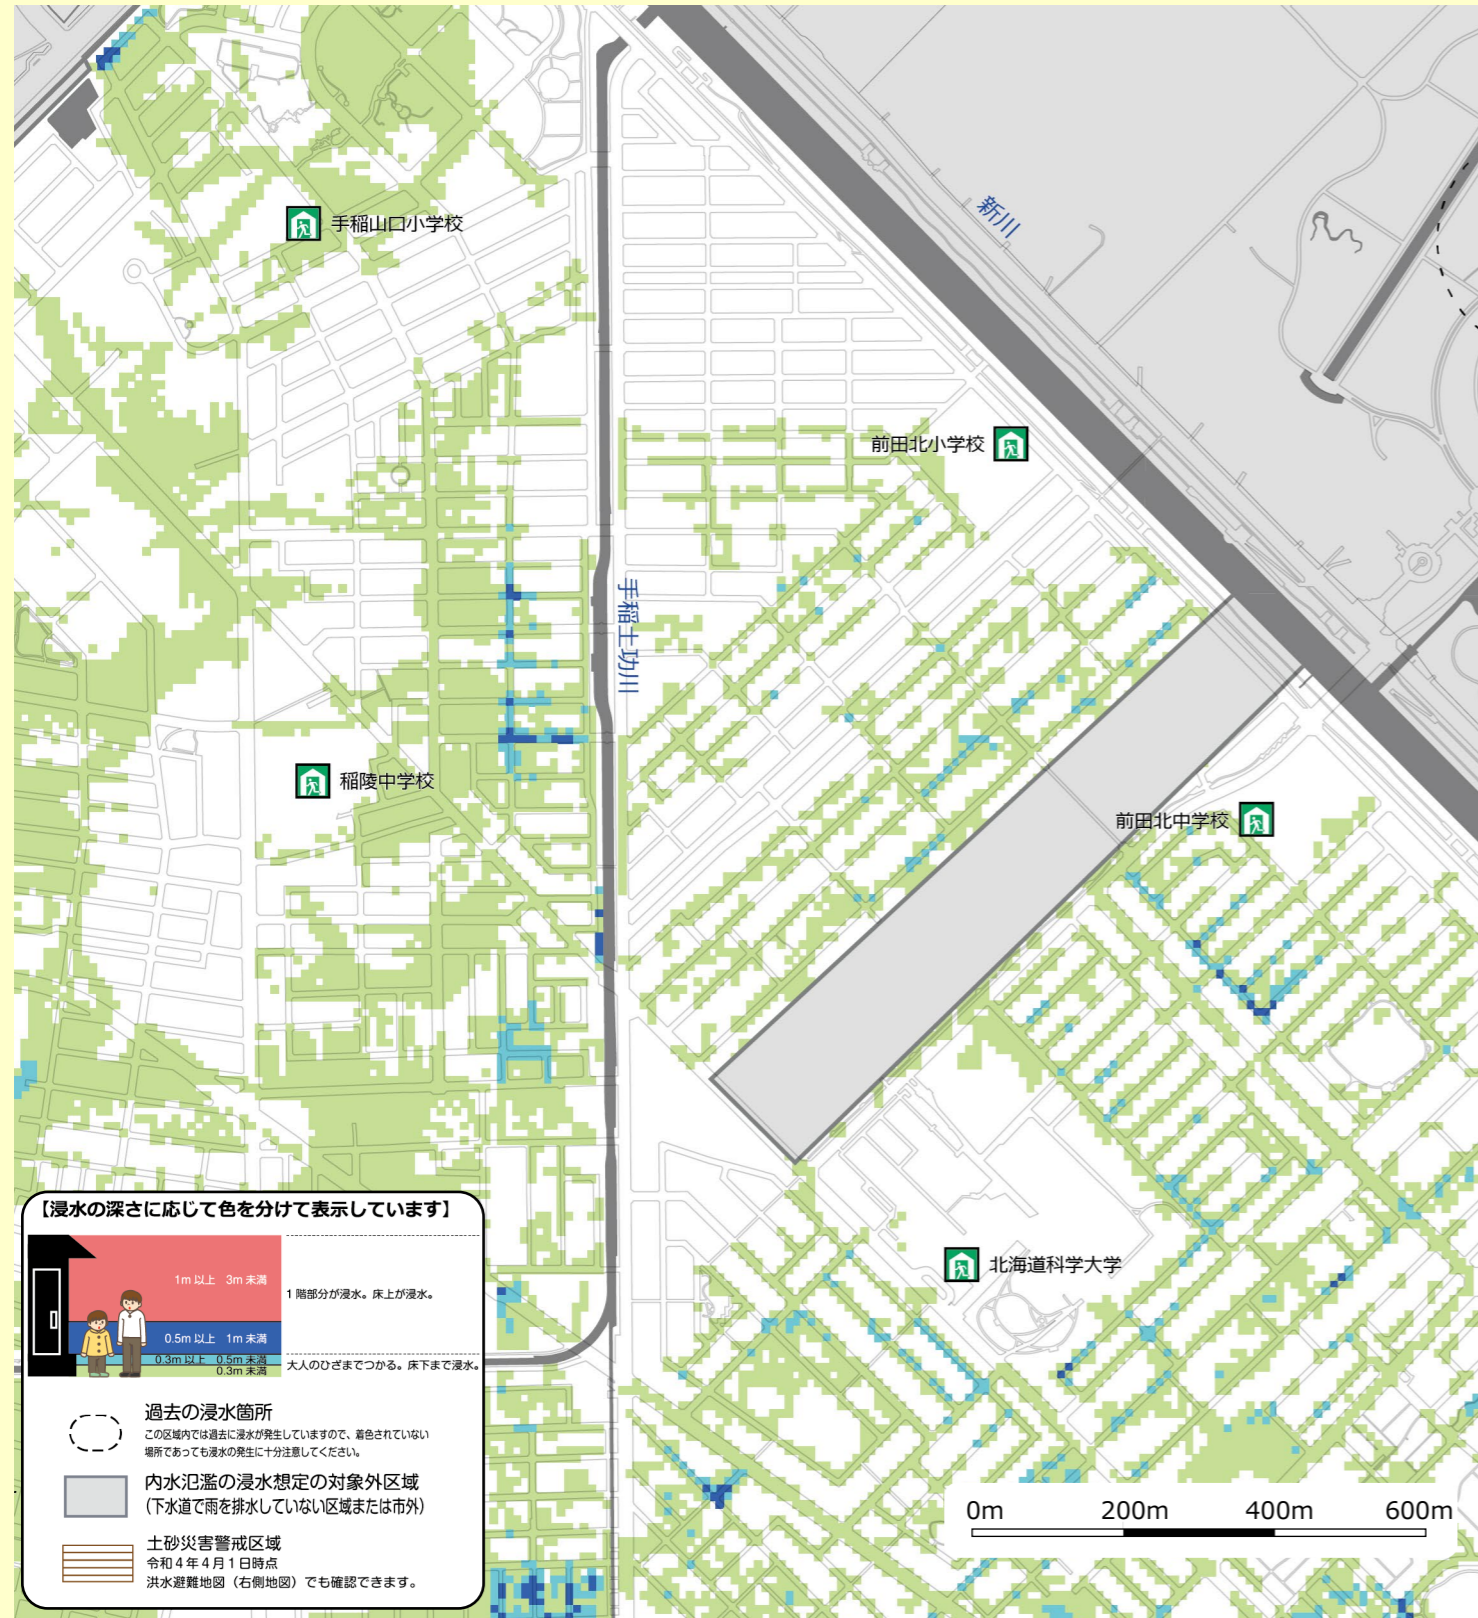 手稲山口小学校
新川
前田北小学校
手稲土功川
稲陵中学校
前田北中学校
北海道科学大学
【浸水の深さに応じて色を分けて表示しています】
1m 以上　3m 未満
1 階部分が浸水。床上が浸水。
0.5m 以上　1m 未満
0.3m 以上　0.5m 未満
0.3m 未満
大人のひざまでつかる。床下まで浸水。
過去の浸水箇所
この区域内では過去に浸水が発生していますので、着色されていない
場所であっても浸水の発生に十分注意してください。
内水氾濫の浸水想定の対象外区域
(下水道で雨を排水していない区域または市外)
土砂災害警戒区域
令和４年４月１日時点
洪水避難地図（右側地図）でも確認できます。
0m 200m 400m 600m